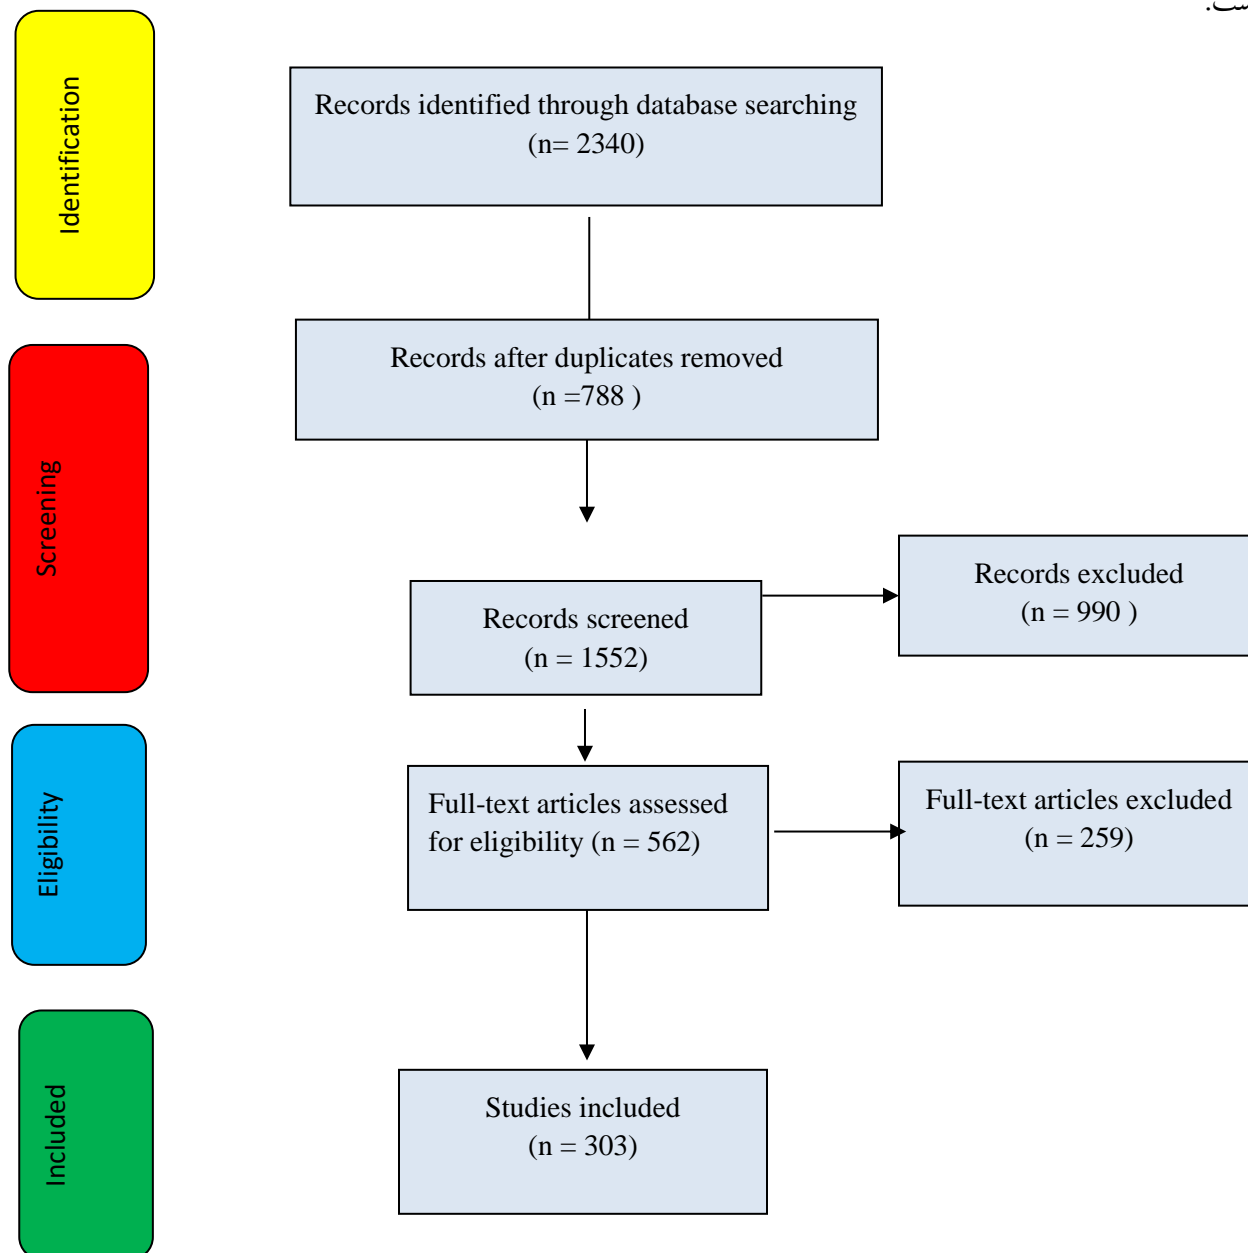 Identification
Records identified through database searching
(n= 2340)
Records after duplicates removed
(n =788 )
Screening
Records screened
(n = 1552)
Records excluded
(n = 990 )
Eligibility
Full-text articles assessed
for eligibility (n = 562)
Full-text articles excluded
(n = 259)
Included
Studies included
(n = 303)